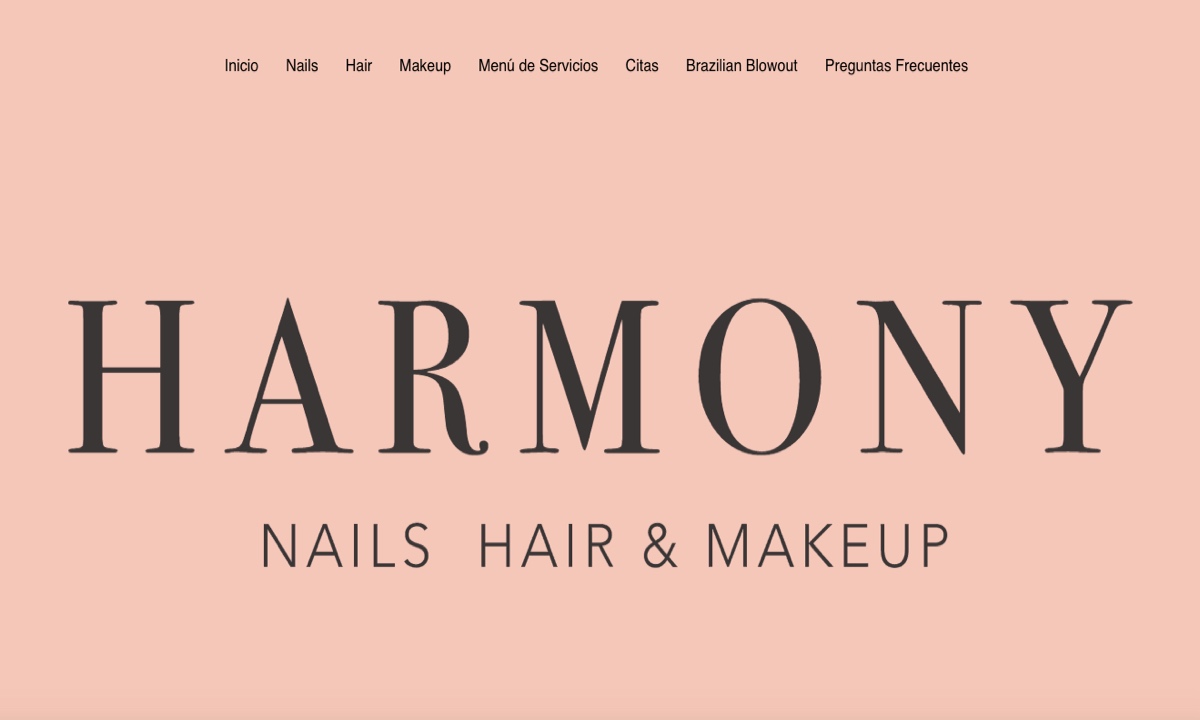 Inicio Nails Hair Makeup Menú de Servicios Citas Brazilian Blowout Preguntas Frecuentes
HARMONY
NAILS HAIR & MAKEUP